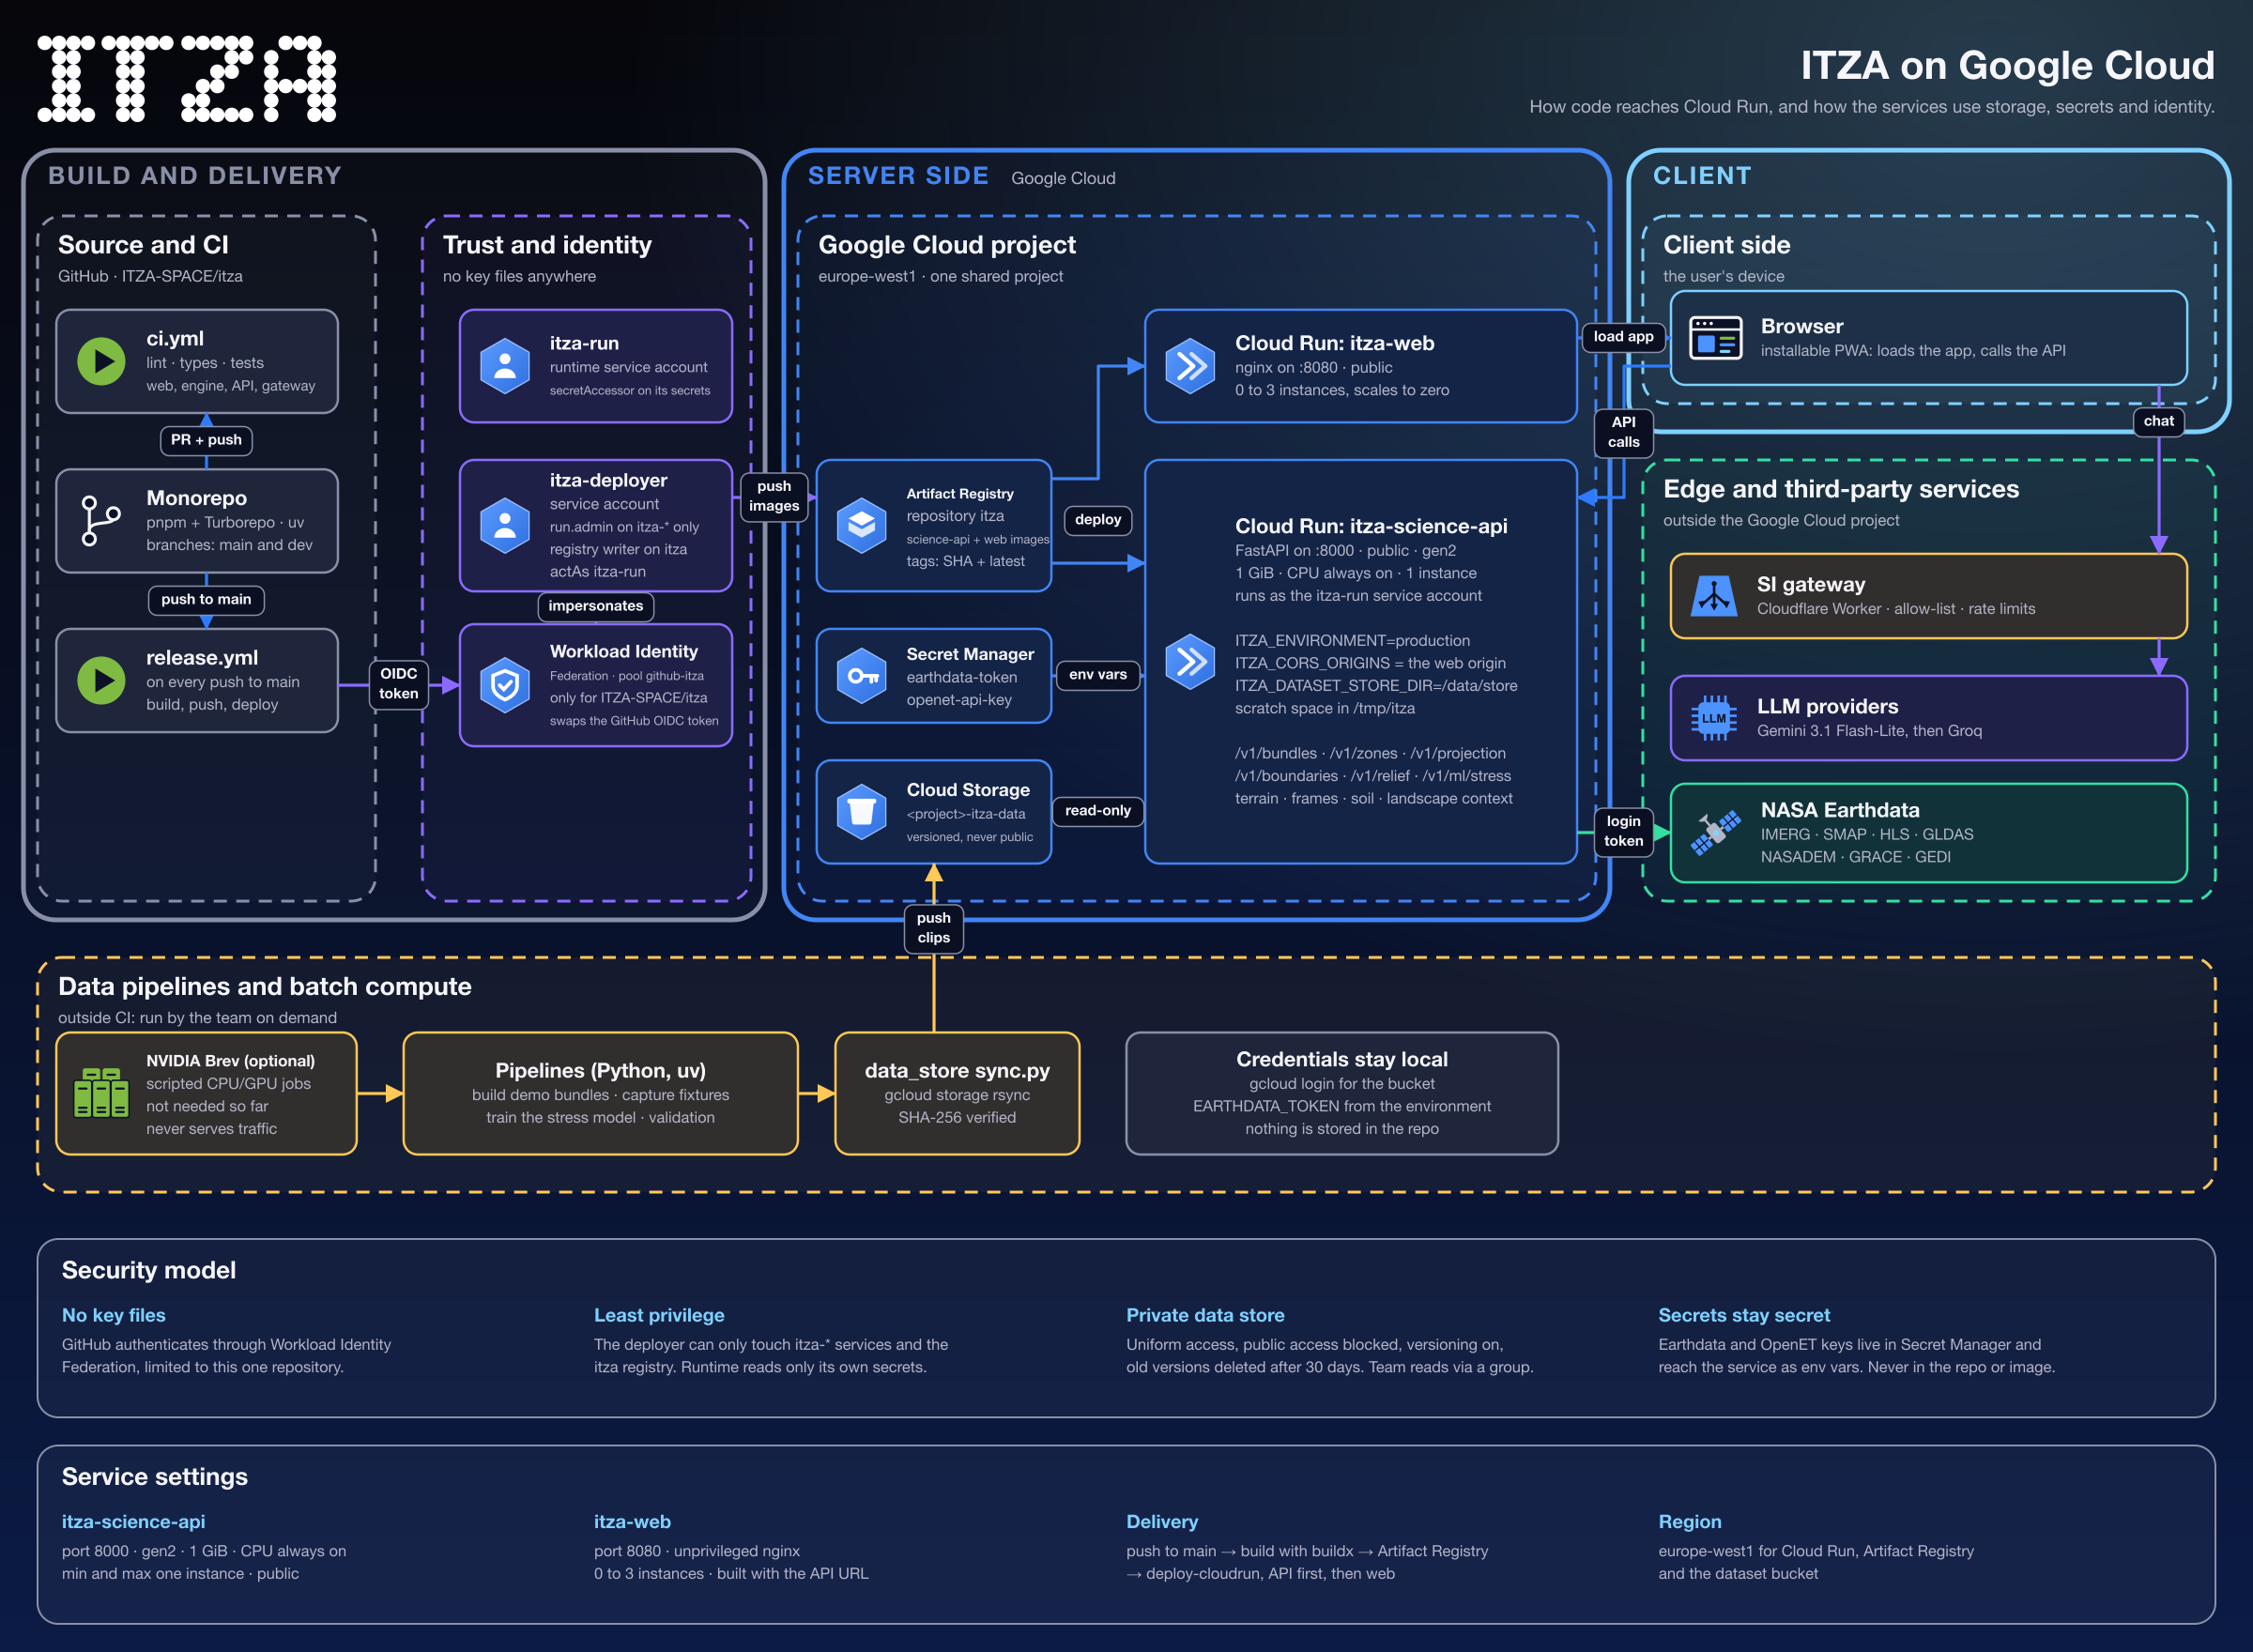 ITZA
ITZA on Google Cloud
How code reaches Cloud Run, and how the services use storage, secrets and identity.
BUILD AND DELIVERY
Source and CI
GitHub · ITZA-SPACE/itza
ci.yml
lint · types · tests
web, engine, API, gateway
PR + push
Monorepo
pnpm + Turborepo · uv
branches: main and dev
push to main
release.yml
on every push to main
build, push, deploy
OIDC
token
Trust and identity
no key files anywhere
itza-run
runtime service account
secretAccessor on its secrets
itza-deployer
service account
run.admin on itza-* only
registry writer on itza
actAs itza-run
impersonates
Workload Identity
Federation · pool github-itza
only for ITZA-SPACE/itza
swaps the GitHub OIDC token
push
images
SERVER SIDE Google Cloud
Google Cloud project
europe-west1 · one shared project
Artifact Registry
repository itza
science-api + web images
tags: SHA + latest
deploy
Secret Manager
earthdata-token
openet-api-key
env vars
Cloud Storage
<project>-itza-data
versioned, never public
read-only
Cloud Run: itza-web
nginx on :8080 · public
0 to 3 instances, scales to zero
Cloud Run: itza-science-api
FastAPI on :8000 · public · gen2
1 GiB · CPU always on · 1 instance
runs as the itza-run service account
ITZA_ENVIRONMENT=production
ITZA_CORS_ORIGINS = the web origin
ITZA_DATASET_STORE_DIR=/data/store
scratch space in /tmp/itza
/v1/bundles · /v1/zones · /v1/projection
/v1/boundaries · /v1/relief · /v1/ml/stress
terrain · frames · soil · landscape context
load app
API
calls
login
token
CLIENT
Client side
the user's device
Browser
installable PWA: loads the app, calls the API
chat
Edge and third-party services
outside the Google Cloud project
SI gateway
Cloudflare Worker · allow-list · rate limits
LLM
LLM providers
Gemini 3.1 Flash-Lite, then Groq
NASA Earthdata
IMERG · SMAP · HLS · GLDAS
NASADEM · GRACE · GEDI
push
clips
Data pipelines and batch compute
outside CI: run by the team on demand
NVIDIA Brev (optional)
scripted CPU/GPU jobs
not needed so far
never serves traffic
Pipelines (Python, uv)
build demo bundles · capture fixtures
train the stress model · validation
data_store sync.py
gcloud storage rsync
SHA-256 verified
Credentials stay local
gcloud login for the bucket
EARTHDATA_TOKEN from the environment
nothing is stored in the repo
Security model
No key files
GitHub authenticates through Workload Identity
Federation, limited to this one repository.
Least privilege
The deployer can only touch itza-* services and the
itza registry. Runtime reads only its own secrets.
Private data store
Uniform access, public access blocked, versioning on,
old versions deleted after 30 days. Team reads via a group.
Secrets stay secret
Earthdata and OpenET keys live in Secret Manager and
reach the service as env vars. Never in the repo or image.
Service settings
itza-science-api
port 8000 · gen2 · 1 GiB · CPU always on
min and max one instance · public
itza-web
port 8080 · unprivileged nginx
0 to 3 instances · built with the API URL
Delivery
push to main → build with buildx → Artifact Registry
→ deploy-cloudrun, API first, then web
Region
europe-west1 for Cloud Run, Artifact Registry
and the dataset bucket